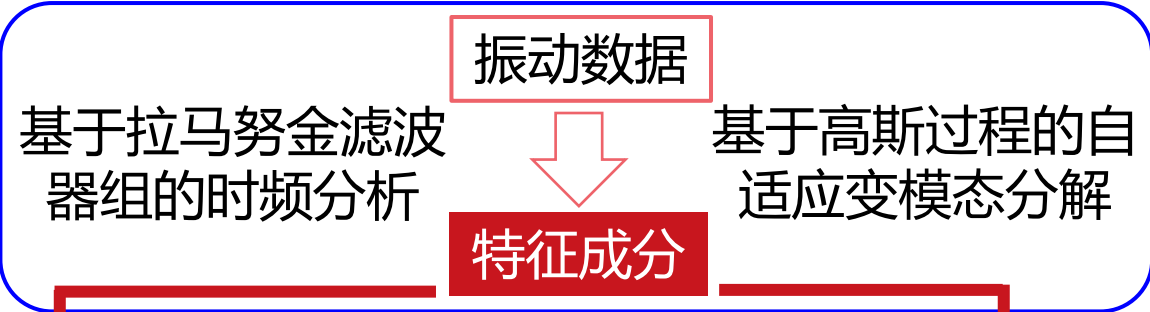 振动数据
基于拉马努金滤波
器组的时频分析
基于高斯过程的自
适应变模态分解
特征成分